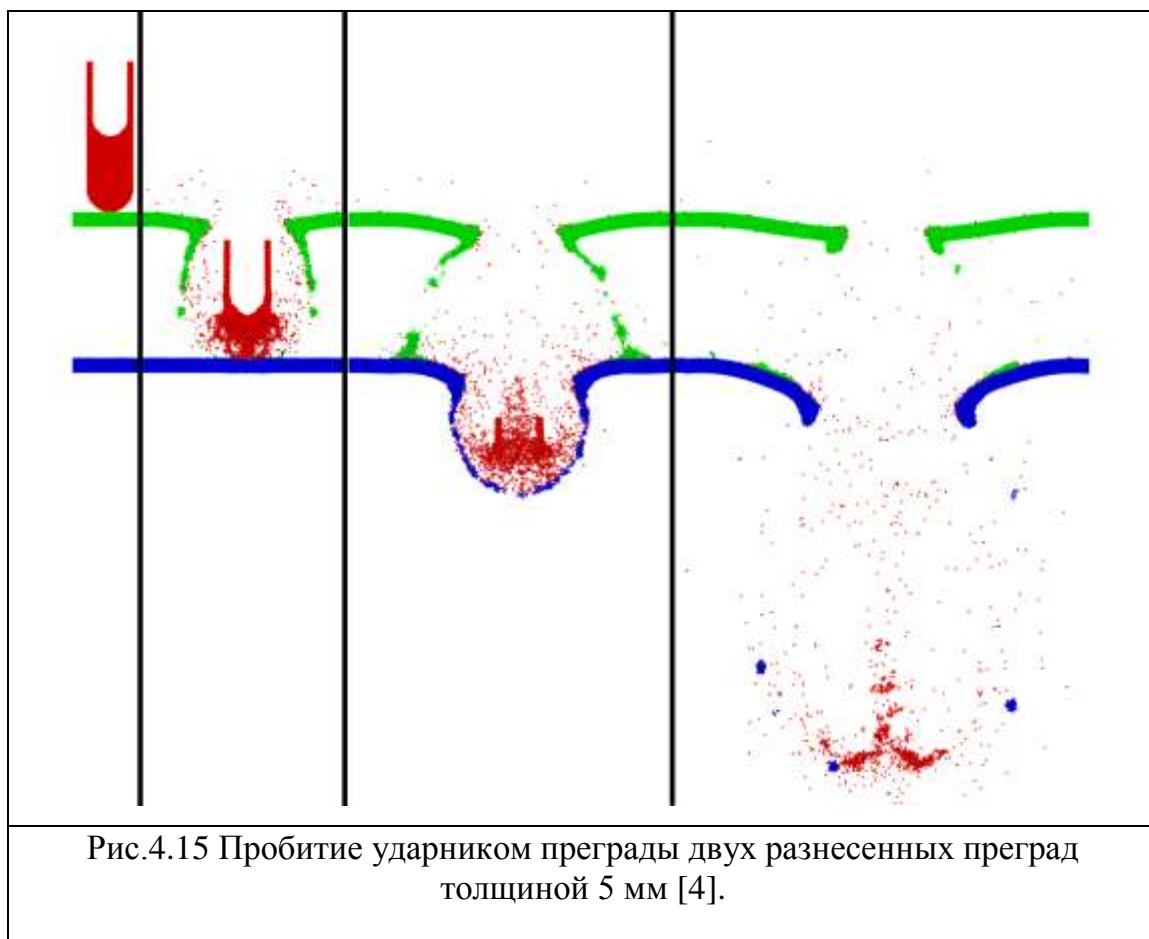 Рис.4.15 Пробитие ударником преграды двух разнесенных преград
толщиной 5 мм [4].